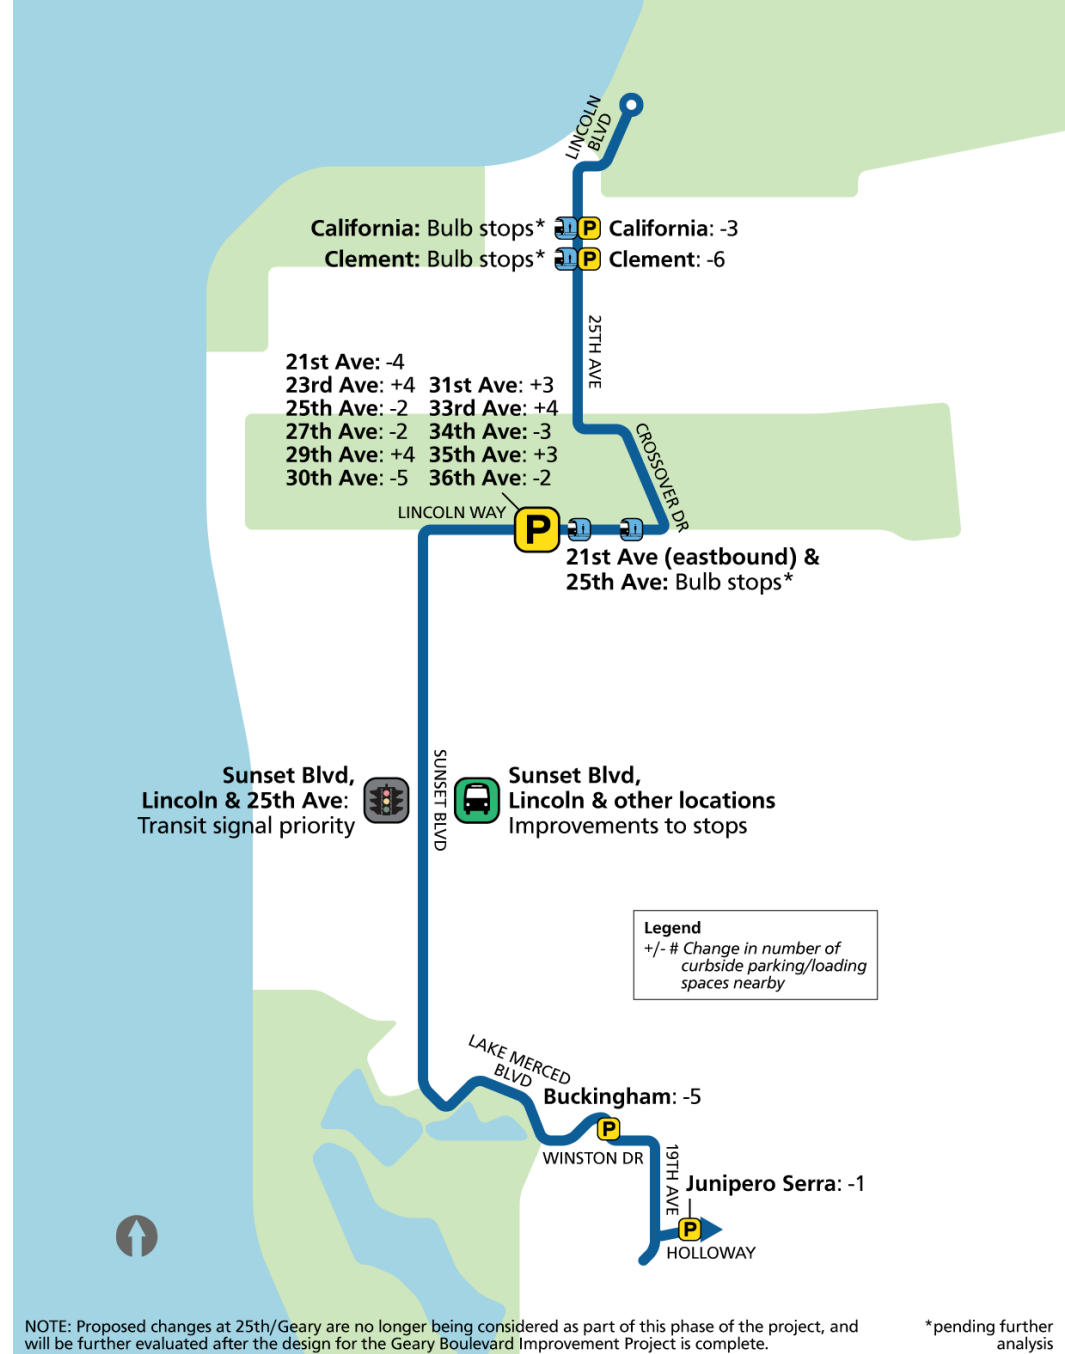 LINCOLN
BLVD
California: Bulb stops*
P
California: -3
Clement: Bulb stops*
P
Clement: -6
25TH AVE
21st Ave: -4
23rd Ave: +4
31st Ave: +3
25th Ave: -2
33rd Ave: +4
27th Ave: -2
34th Ave: -3
29th Ave: +4
35th Ave: +3
30th Ave: -5
36th Ave: -2
CROSSOVER DR
LINCOLN WAY
P
21st Ave (eastbound) &
25th Ave: Bulb stops*
Sunset Blvd,
Lincoln & 25th Ave:
Transit signal priority
SUNSET BLVD
Sunset Blvd,
Lincoln & other locations
Improvements to stops
Legend
+/- # Change in number of
curbside parking/loading
spaces nearby
LAKE MERCED
BLVD
Buckingham: -5
P
WINSTON DR
19TH AVE
Junipero Serra: -1
P
HOLLOWAY
NOTE: Proposed changes at 25th/Geary are no longer being considered as part of this phase of the project, and
will be further evaluated after the design for the Geary Boulevard Improvement Project is complete.
*pending further
analysis